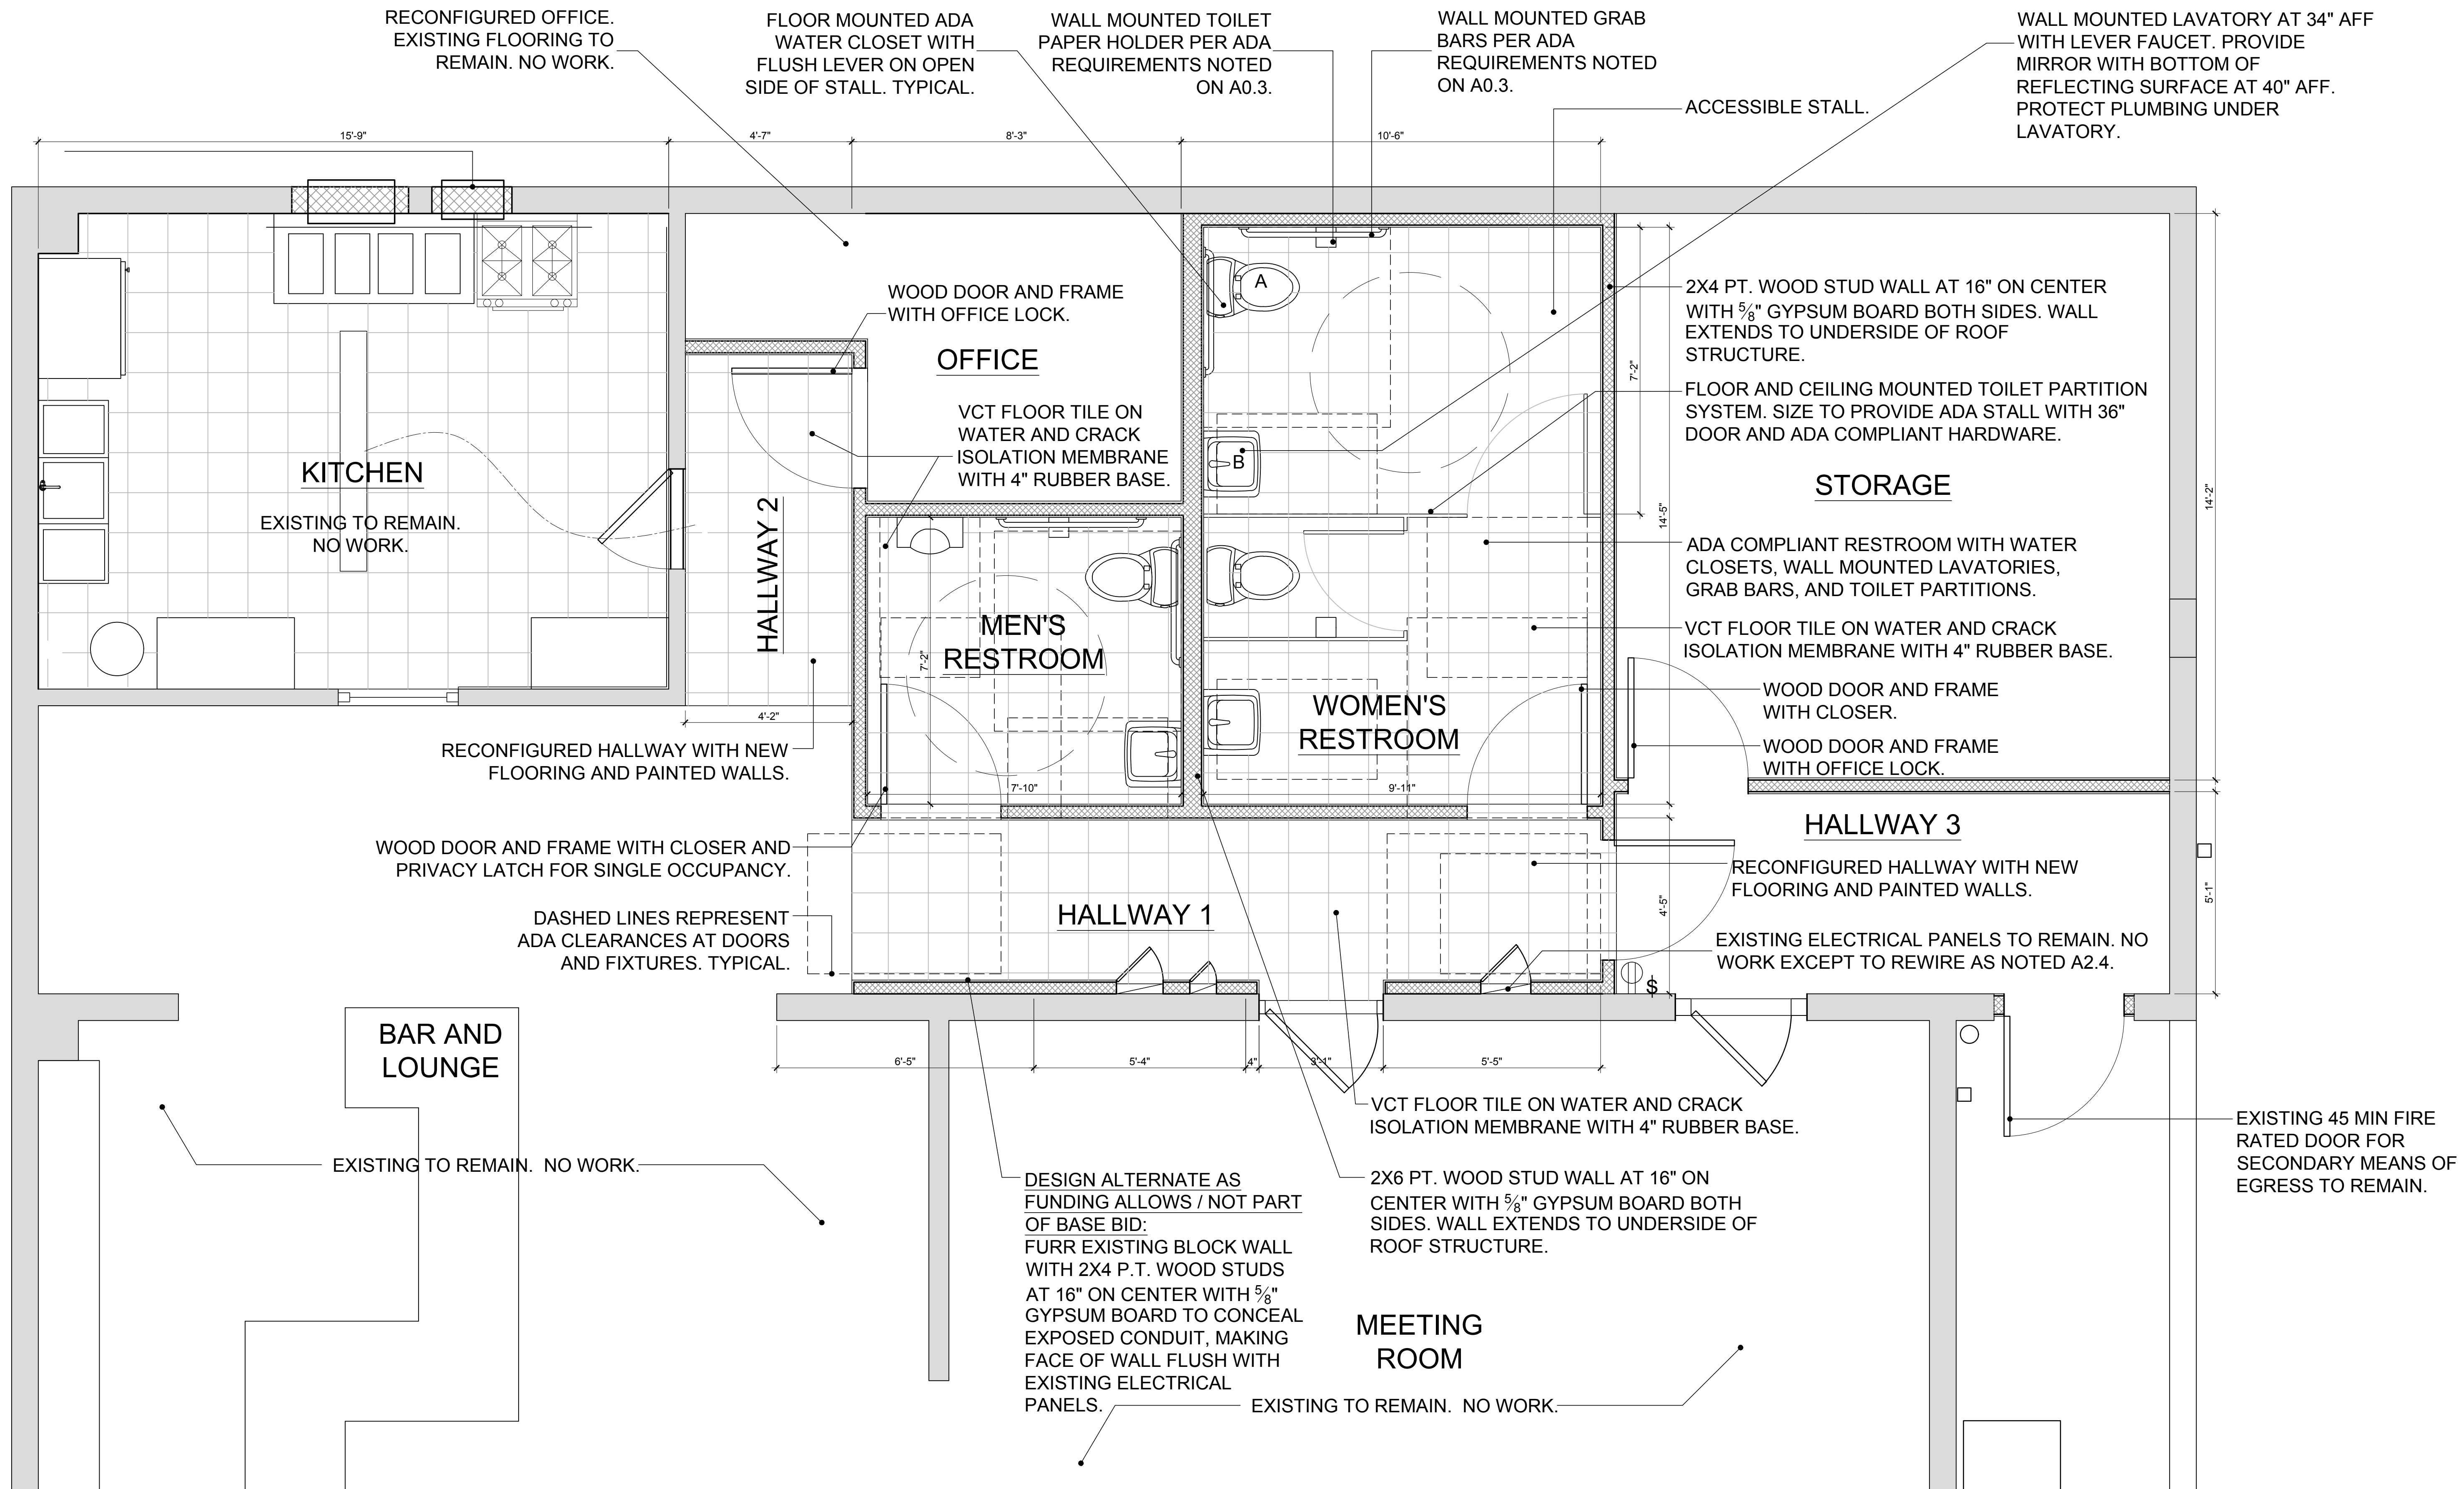 RECONFIGURED OFFICE.
EXISTING FLOORING TO
REMAIN. NO WORK.
FLOOR MOUNTED ADA
WATER CLOSET WITH
FLUSH LEVER ON OPEN
SIDE OF STALL. TYPICAL.
WALL MOUNTED TOILET
PAPER HOLDER PER ADA
REQUIREMENTS NOTED
ON A0.3.
WALL MOUNTED GRAB
BARS PER ADA
REQUIREMENTS NOTED
ON A0.3.
ACCESSIBLE STALL.
WALL MOUNTED LAVATORY AT 34" AFF
WITH LEVER FAUCET. PROVIDE
MIRROR WITH BOTTOM OF
REFLECTING SURFACE AT 40" AFF.
PROTECT PLUMBING UNDER
LAVATORY.
15'-9"
4'-7"
8'-3"
10'-6"
WOOD DOOR AND FRAME
WITH OFFICE LOCK.
OFFICE
A
7'-2"
14'-5"
14'-2"
2X4 PT. WOOD STUD WALL AT 16" ON CENTER
WITH ⅝" GYPSUM BOARD BOTH SIDES. WALL
EXTENDS TO UNDERSIDE OF ROOF
STRUCTURE.
FLOOR AND CEILING MOUNTED TOILET PARTITION
SYSTEM. SIZE TO PROVIDE ADA STALL WITH 36"
DOOR AND ADA COMPLIANT HARDWARE.
VCT FLOOR TILE ON
WATER AND CRACK
ISOLATION MEMBRANE
WITH 4" RUBBER BASE.
B
KITCHEN
EXISTING TO REMAIN.
NO WORK.
STORAGE
HALLWAY 2
ADA COMPLIANT RESTROOM WITH WATER
CLOSETS, WALL MOUNTED LAVATORIES,
GRAB BARS, AND TOILET PARTITIONS.
MEN'S
RESTROOM
7'-2"
VCT FLOOR TILE ON WATER AND CRACK
ISOLATION MEMBRANE WITH 4" RUBBER BASE.
WOMEN'S
RESTROOM
WOOD DOOR AND FRAME
WITH CLOSER.
WOOD DOOR AND FRAME
WITH OFFICE LOCK.
4'-2"
RECONFIGURED HALLWAY WITH NEW
FLOORING AND PAINTED WALLS.
7'-10"
9'-11"
HALLWAY 3
WOOD DOOR AND FRAME WITH CLOSER AND
PRIVACY LATCH FOR SINGLE OCCUPANCY.
RECONFIGURED HALLWAY WITH NEW
FLOORING AND PAINTED WALLS.
4'-5"
5'-1"
HALLWAY 1
DASHED LINES REPRESENT
ADA CLEARANCES AT DOORS
AND FIXTURES. TYPICAL.
EXISTING ELECTRICAL PANELS TO REMAIN. NO
WORK EXCEPT TO REWIRE AS NOTED A2.4.
$
BAR AND
LOUNGE
6'-5"
5'-4"
4"
3'-1"
5'-5"
VCT FLOOR TILE ON WATER AND CRACK
ISOLATION MEMBRANE WITH 4" RUBBER BASE.
EXISTING 45 MIN FIRE
RATED DOOR FOR
SECONDARY MEANS OF
EGRESS TO REMAIN.
EXISTING TO REMAIN.  NO WORK.
DESIGN ALTERNATE AS
FUNDING ALLOWS / NOT PART
OF BASE BID:
FURR EXISTING BLOCK WALL
WITH 2X4 P.T. WOOD STUDS
AT 16" ON CENTER WITH ⅝"
GYPSUM BOARD TO CONCEAL
EXPOSED CONDUIT, MAKING
FACE OF WALL FLUSH WITH
EXISTING ELECTRICAL
PANELS.
2X6 PT. WOOD STUD WALL AT 16" ON
CENTER WITH ⅝" GYPSUM BOARD BOTH
SIDES. WALL EXTENDS TO UNDERSIDE OF
ROOF STRUCTURE.
MEETING
ROOM
EXISTING TO REMAIN.  NO WORK.